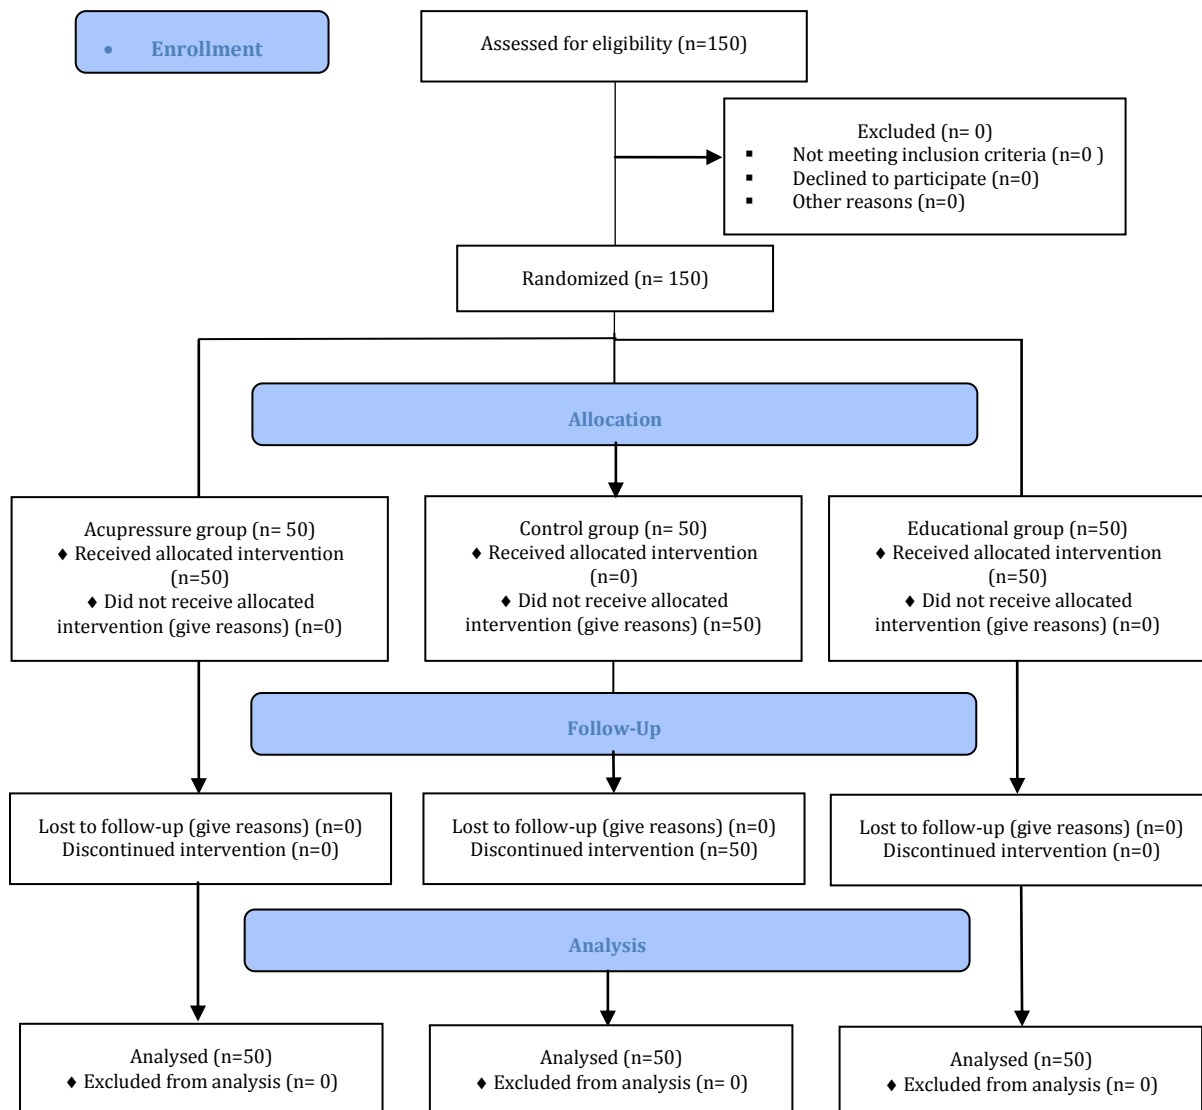 • Enrollment
Assessed for eligibility (n=150)
Excluded (n= 0)
▪ Not meeting inclusion criteria (n=0 )
▪ Declined to participate (n=0)
▪ Other reasons (n=0)
Randomized (n= 150)
Allocation
Acupressure group (n= 50)
♦ Received allocated intervention
(n=50)
♦ Did not receive allocated
intervention (give reasons) (n=0)
Control group (n= 50)
♦ Received allocated intervention
(n=0)
♦ Did not receive allocated
intervention (give reasons) (n=50)
Educational group (n=50)
♦ Received allocated intervention
(n=50)
♦ Did not receive allocated
intervention (give reasons) (n=0)
Follow-Up
Lost to follow-up (give reasons) (n=0)
Discontinued intervention (n=0)
Lost to follow-up (give reasons) (n=0)
Discontinued intervention (n=50)
Lost to follow-up (give reasons) (n=0)
Discontinued intervention (n=0)
Analysis
Analysed (n=50)
♦ Excluded from analysis (n= 0)
Analysed (n=50)
♦ Excluded from analysis (n= 0)
Analysed (n=50)
♦ Excluded from analysis (n= 0)